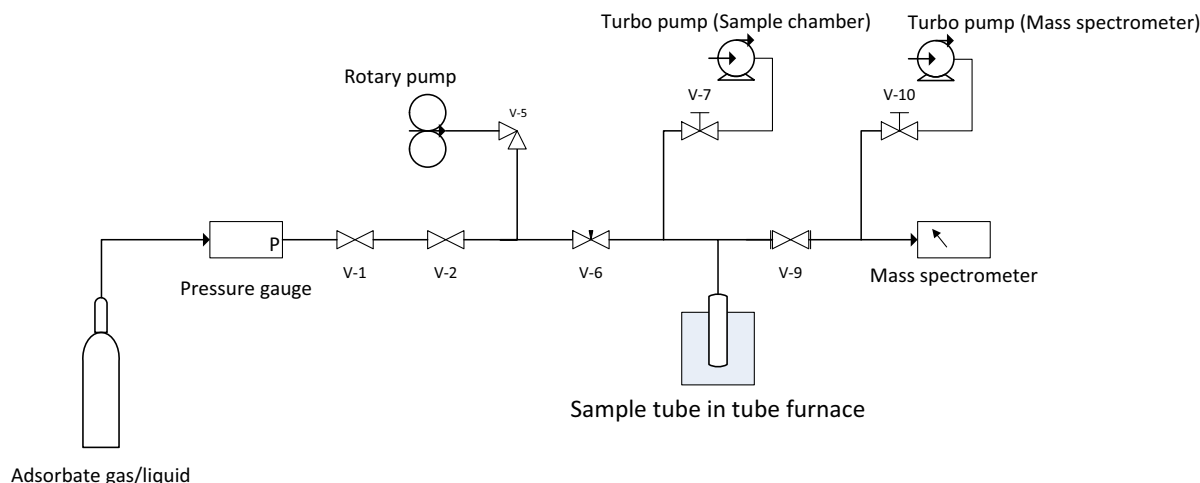 Turbo pump (Sample chamber)
Turbo pump (Mass spectrometer)
Rotary pump
V-5
V-7
V-10
P
Pressure gauge
V-1
V-2
V-6
V-9
Mass spectrometer
Sample tube in tube furnace
Adsorbate gas/liquid